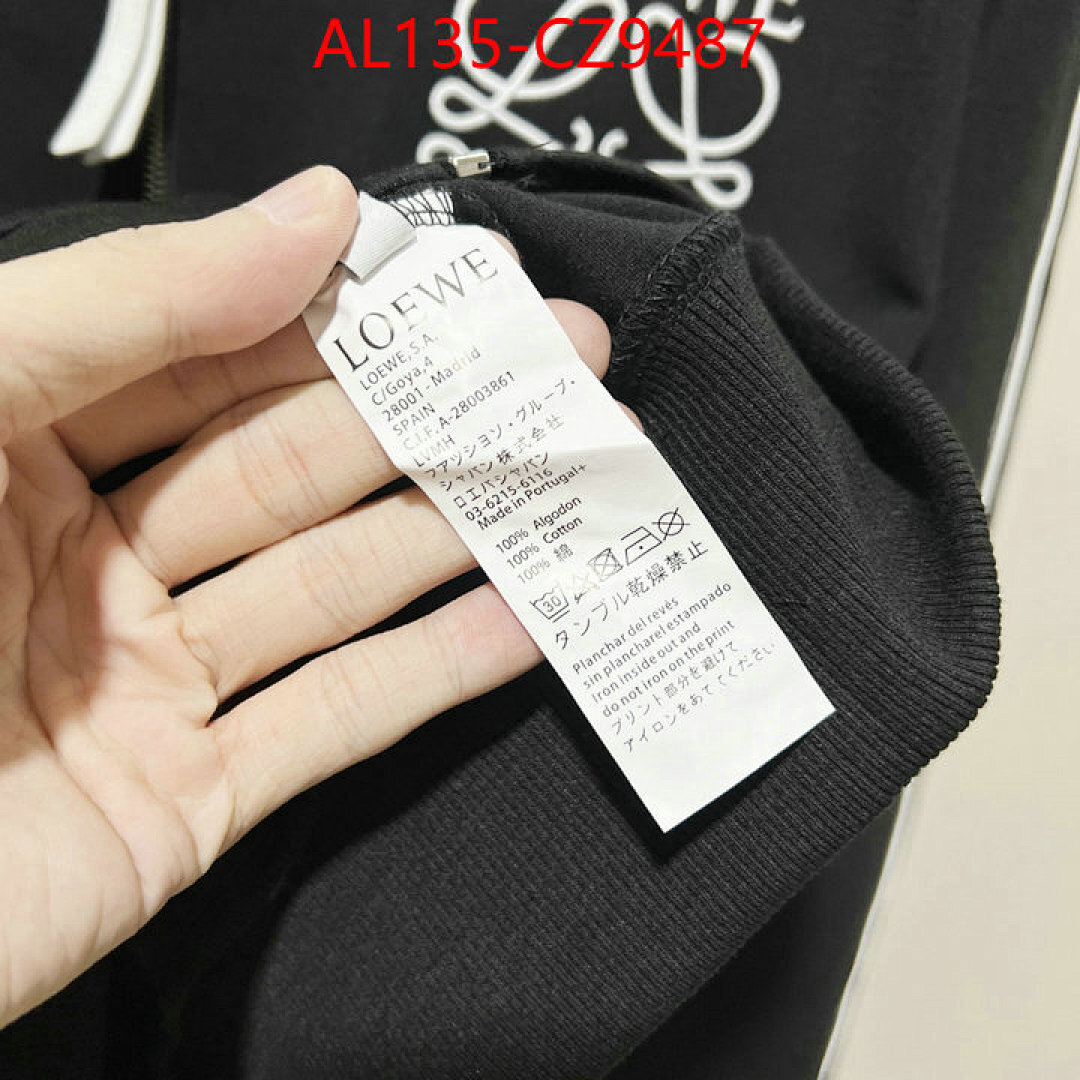 AL135-CZ9487
LOEWE
LOEWE, S.A.
C/Goya, 4
28001 - Madrid
SPAIN
C.I.F. A-28003861
LVMH
ファッション・グループ・
ジャパン株式会社
ロエベジャパン
03-6215-6116
Made in Portugal+
100% Algodon
100% Cotton
100% 綿
30
タンブル乾燥禁止
Planchar del revés
sin plancharel estampado
Iron inside out and
do not iron on the print
プリント部分を避けて
アイロンをあててください